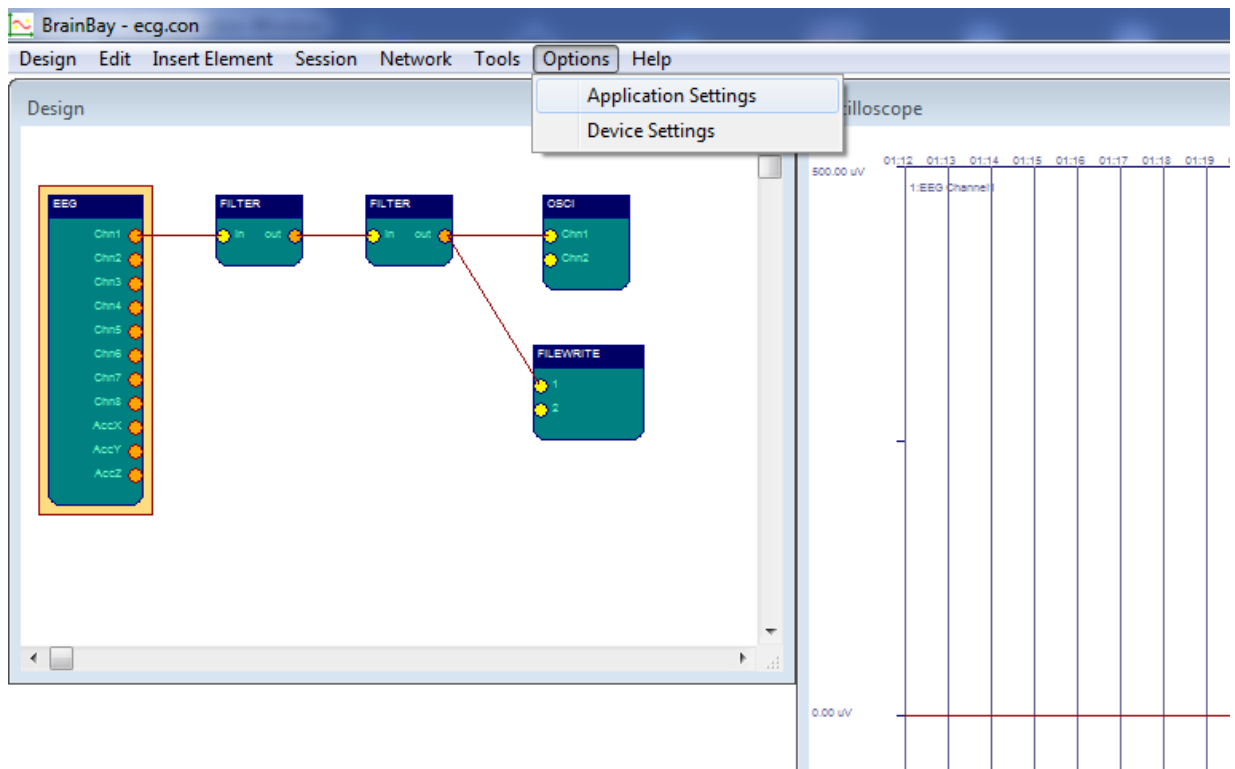 BrainBay - ecg.con
Design Edit Insert Element Session Network Tools Options Help
Application Settings
Device Settings
Design
illoscope
EEG
Chn1
Chn2
Chn3
Chn4
Chn5
Chn6
Chn7
Chn8
AccX
AccY
AccZ
FILTER
In out
FILTER
In out
OSCI
Chn1
Chn2
FILEWRITE
1
2
01:12 01:13 01:14 01:15 01:16 01:17 01:18 01:19
500.00 uV
1:EEG Channel1
0.00 uV